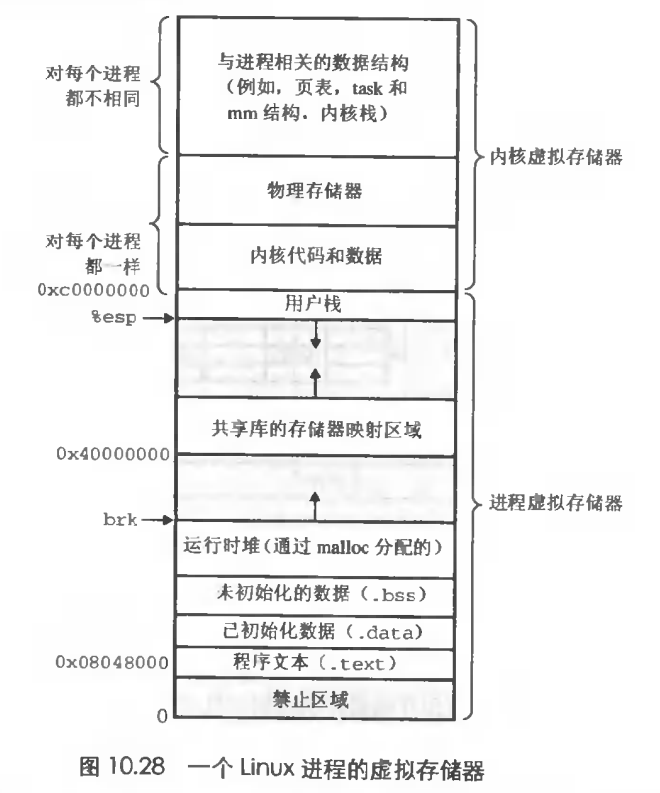 与进程相关的数据结构
(例如，页表，task 和
mm 结构．内核栈)
对每个进程
都不相同
内核虚拟存储器
物理存储器
对每个进程
都一样
内核代码和数据
0xc0000000
用户栈
%esp
共享库的存储器映射区域
0x40000000
进程虚拟存储器
brk
运行时堆(通过 malloc 分配的)
未初始化的数据 (.bss)
已初始化数据 (.data)
0x08048000
程序文本 (.text)
禁止区域
0
图 10.28 一个 Linux 进程的虚拟存储器